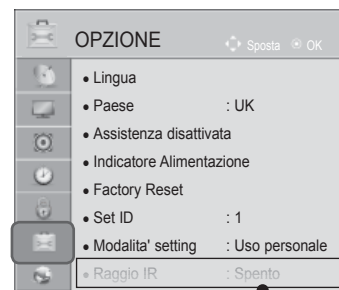 OPZIONE Sposta OK
• Lingua
• Paese : UK
• Assistenza disattivata
• Indicatore Alimentazione
• Factory Reset
• Set ID : 1
• Modalita' setting : Uso personale
• Raggio IR : Spento